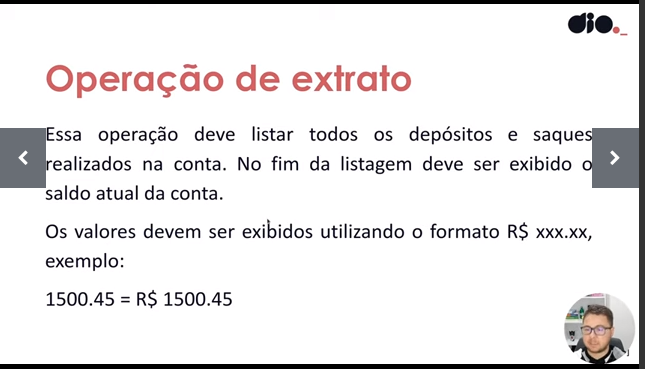 dio._
Operação de extrato
Essa operação deve listar todos os depósitos e saques
realizados na conta. No fim da listagem deve ser exibido o
saldo atual da conta.
Os valores devem ser exibidos utilizando o formato R$ xxx.xx,
exemplo:
1500.45 = R$ 1500.45